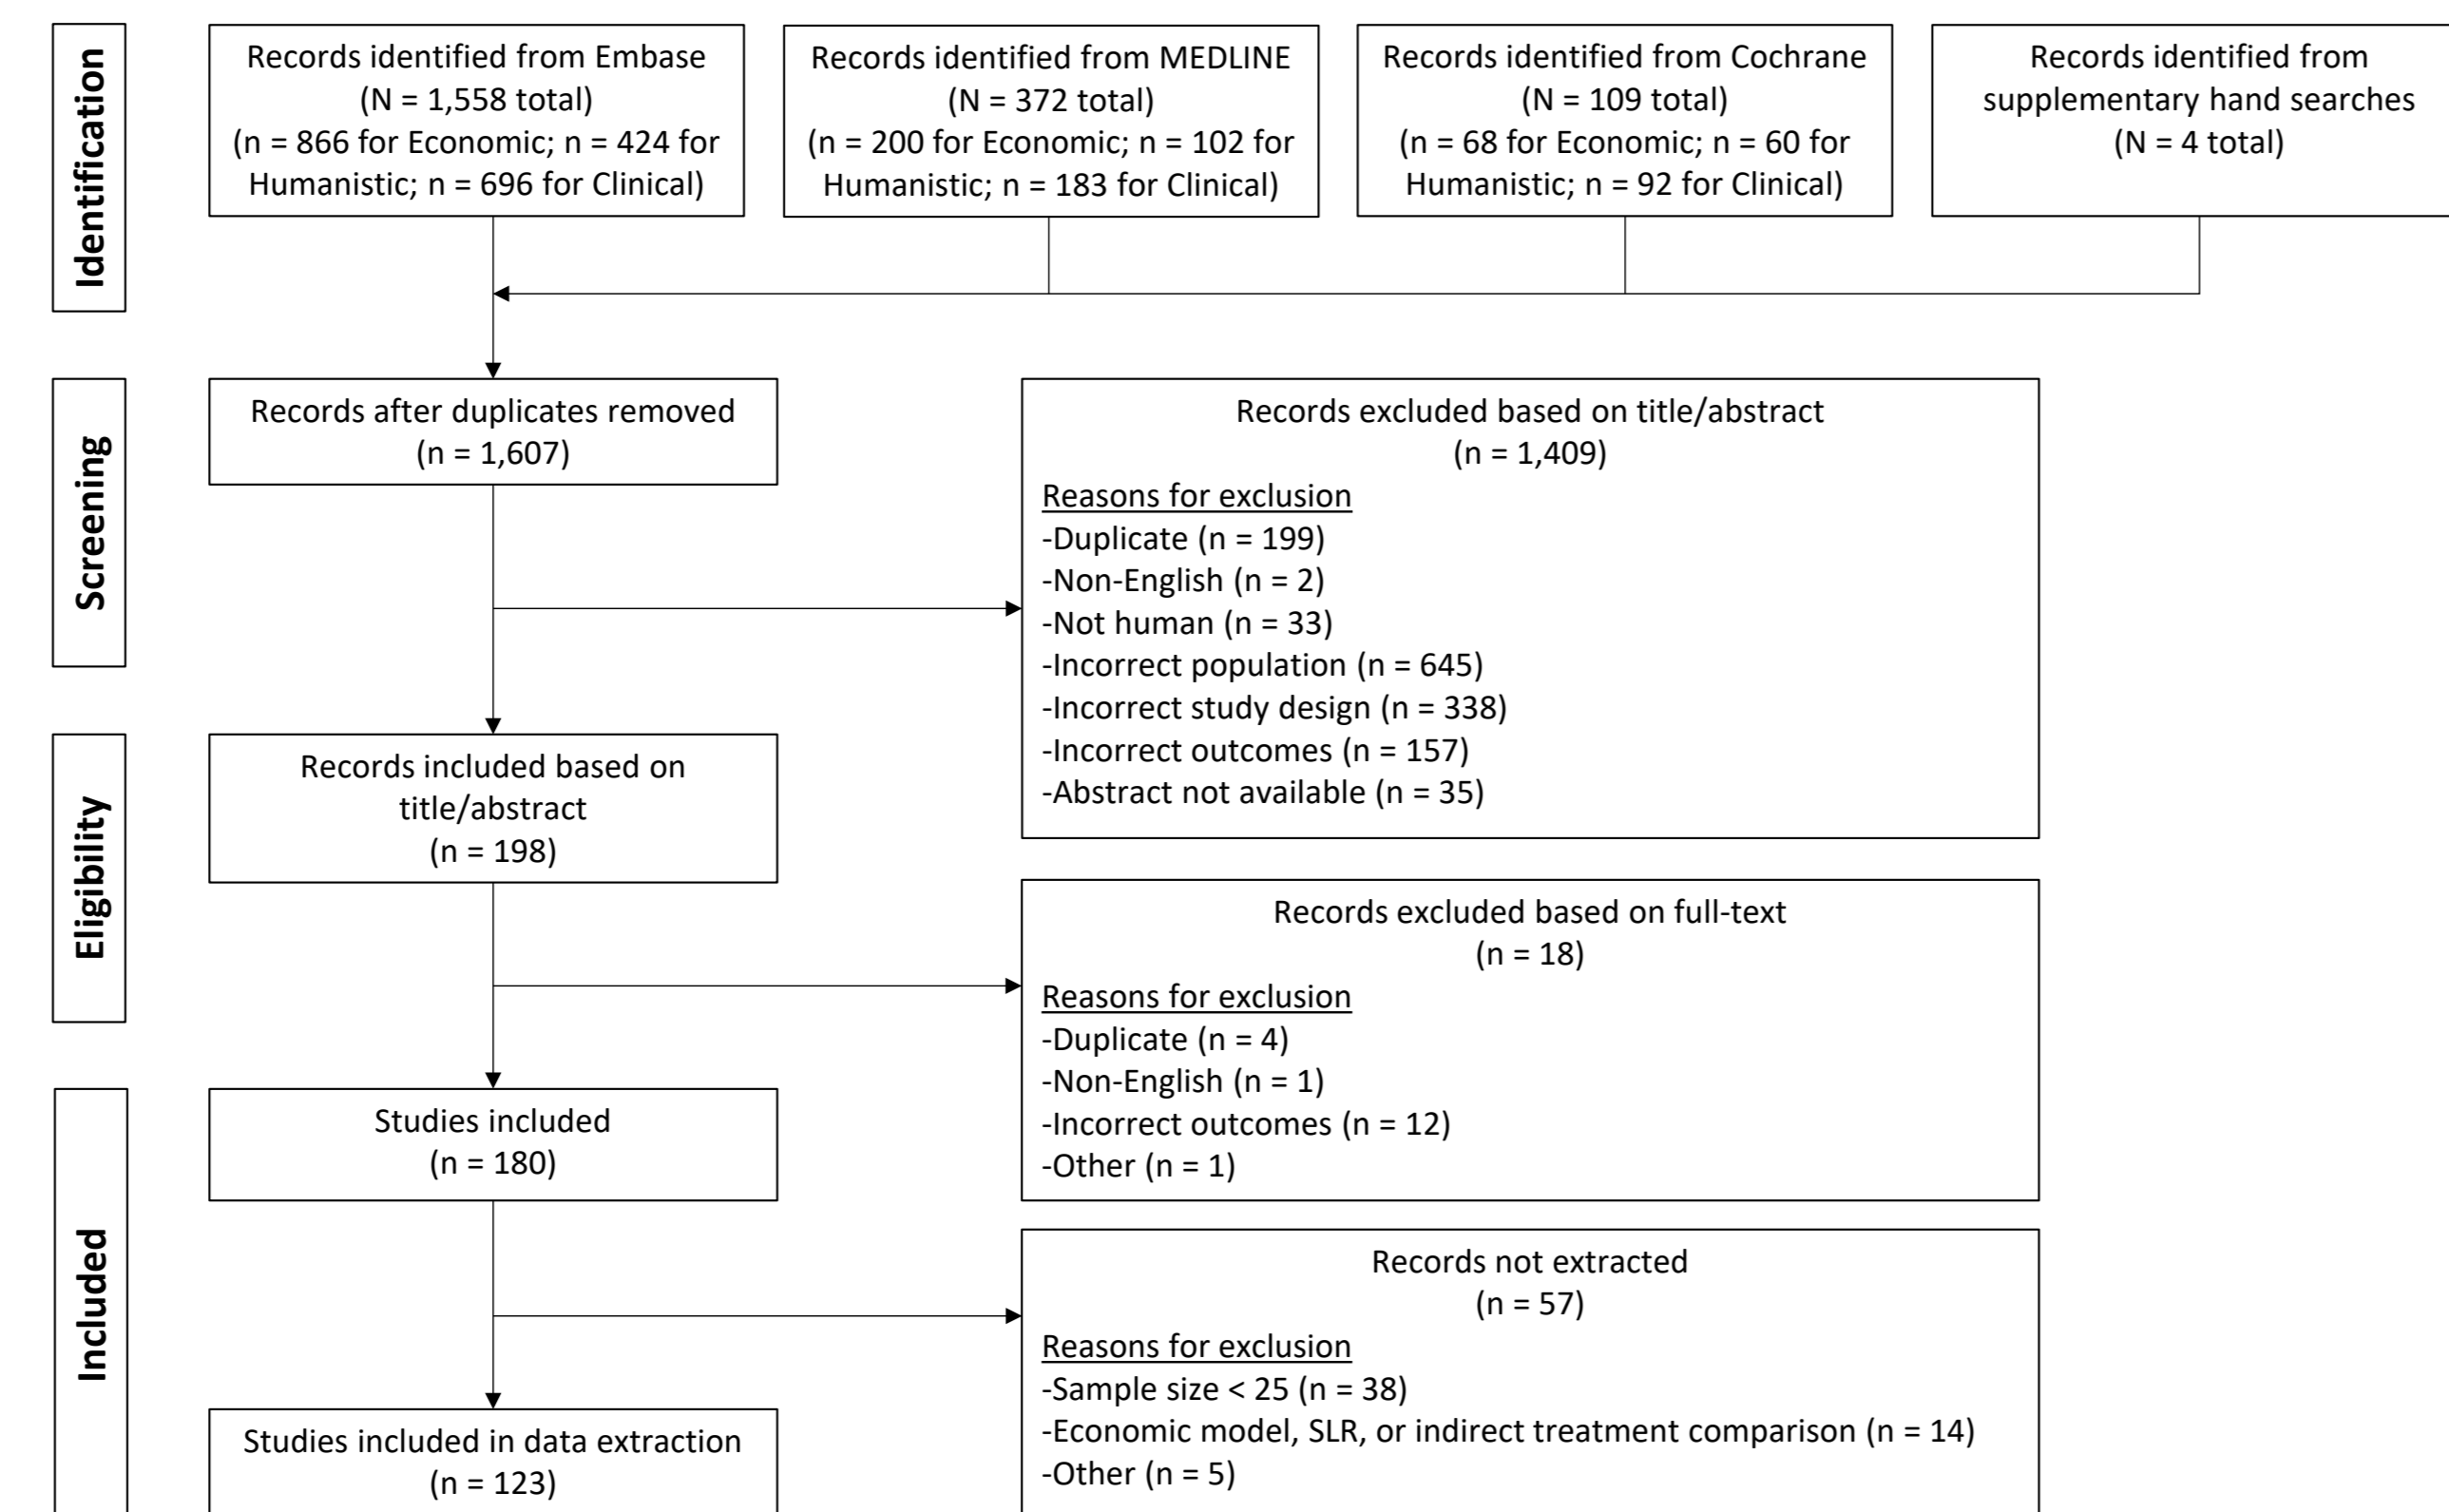 Identification
Records identified from Embase
(N = 1,558 total)
(n = 866 for Economic; n = 424 for
Humanistic; n = 696 for Clinical)
Records identified from MEDLINE
(N = 372 total)
(n = 200 for Economic; n = 102 for
Humanistic; n = 183 for Clinical)
Records identified from Cochrane
(N = 109 total)
(n = 68 for Economic; n = 60 for
Humanistic; n = 92 for Clinical)
Records identified from
supplementary hand searches
(N = 4 total)
Screening
Records after duplicates removed
(n = 1,607)
Records excluded based on title/abstract
(n = 1,409)
Reasons for exclusion
-Duplicate (n = 199)
-Non-English (n = 2)
-Not human (n = 33)
-Incorrect population (n = 645)
-Incorrect study design (n = 338)
-Incorrect outcomes (n = 157)
-Abstract not available (n = 35)
Eligibility
Records included based on
title/abstract
(n = 198)
Records excluded based on full-text
(n = 18)
Reasons for exclusion
-Duplicate (n = 4)
-Non-English (n = 1)
-Incorrect outcomes (n = 12)
-Other (n = 1)
Included
Studies included
(n = 180)
Records not extracted
(n = 57)
Reasons for exclusion
-Sample size < 25 (n = 38)
-Economic model, SLR, or indirect treatment comparison (n = 14)
-Other (n = 5)
Studies included in data extraction
(n = 123)